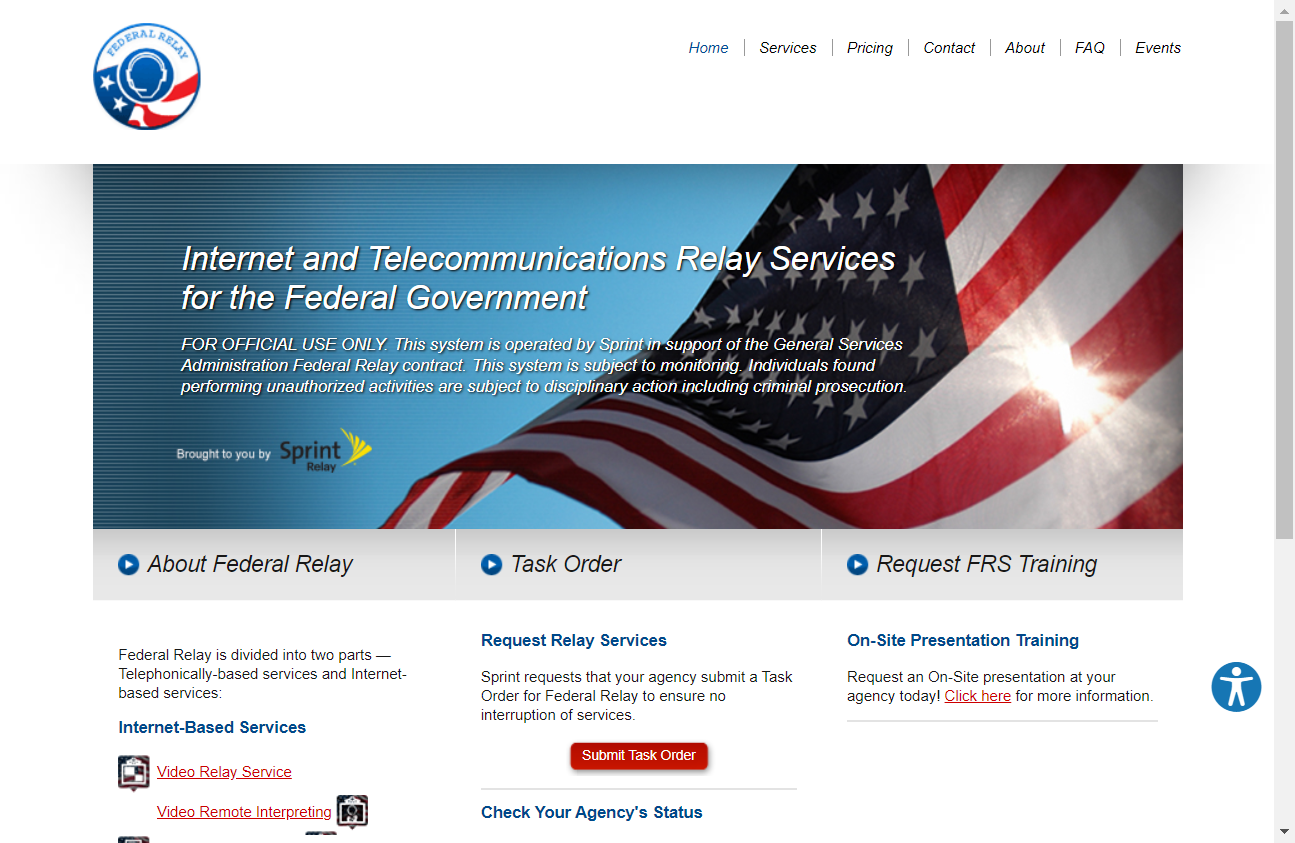 FEDERAL RELAY
Home
Services
Pricing
Contact
About
FAQ
Events
Internet and Telecommunications Relay Services
for the Federal Government
FOR OFFICIAL USE ONLY. This system is operated by Sprint in support of the General Services
Administration Federal Relay contract. This system is subject to monitoring. Individuals found
performing unauthorized activities are subject to disciplinary action including criminal prosecution.
Brought to you by Sprint
Relay
About Federal Relay
Task Order
Request FRS Training
Federal Relay is divided into two parts —
Telephonically-based services and Internet-
based services:
Internet-Based Services
Video Relay Service
Video Remote Interpreting
Request Relay Services
Sprint requests that your agency submit a Task
Order for Federal Relay to ensure no
interruption of services.
Submit Task Order
Check Your Agency's Status
On-Site Presentation Training
Request an On-Site presentation at your
agency today! Click here for more information.